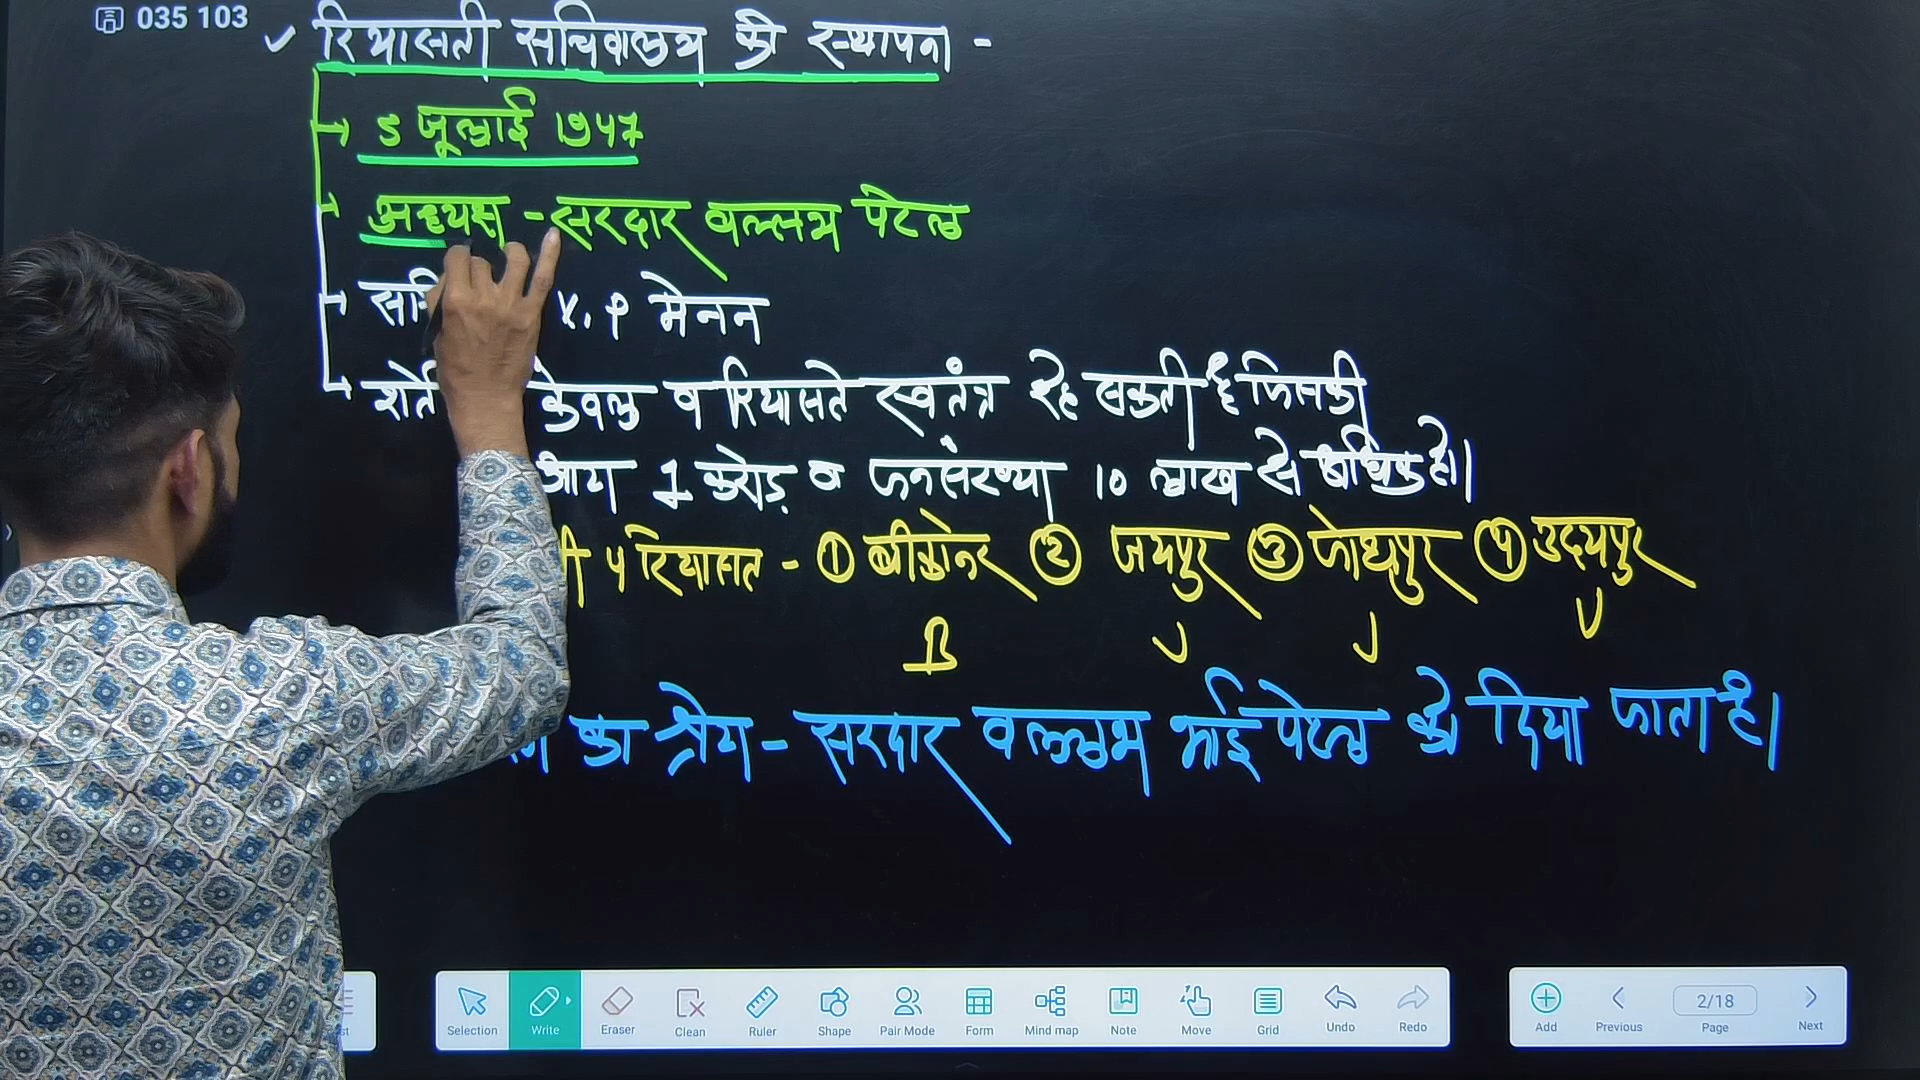 035 103
✓ रियासती सचिवालय की स्थापना -
→ 5 जूलाई 1947
→ अध्यक्ष - सरदार वल्लभ पेटल
→ V.P मेनन
→ केवल व रियासते स्वतंत्र रह सकती है जिसकी
आय 1 करोड़ व जनसंख्या 10 लाख से अधिक हो।
4 रियासत - ① बीकानेर ② जयपुर ③ जोधपुर ④ उदयपुर
B J J U
का श्रेय - सरदार वल्लभ भाई पेटल को दिया जाता है।
Selection Write Eraser Clean Ruler Shape Pair Mode Form Mind map Note Move Grid Undo Redo
Add Previous 2/18 Page Next